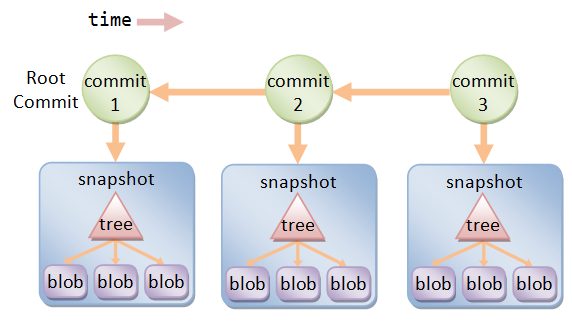 time
Root
Commit
commit
1
commit
2
commit
3
snapshot
tree
blob blob blob
snapshot
tree
blob blob blob
snapshot
tree
blob blob blob